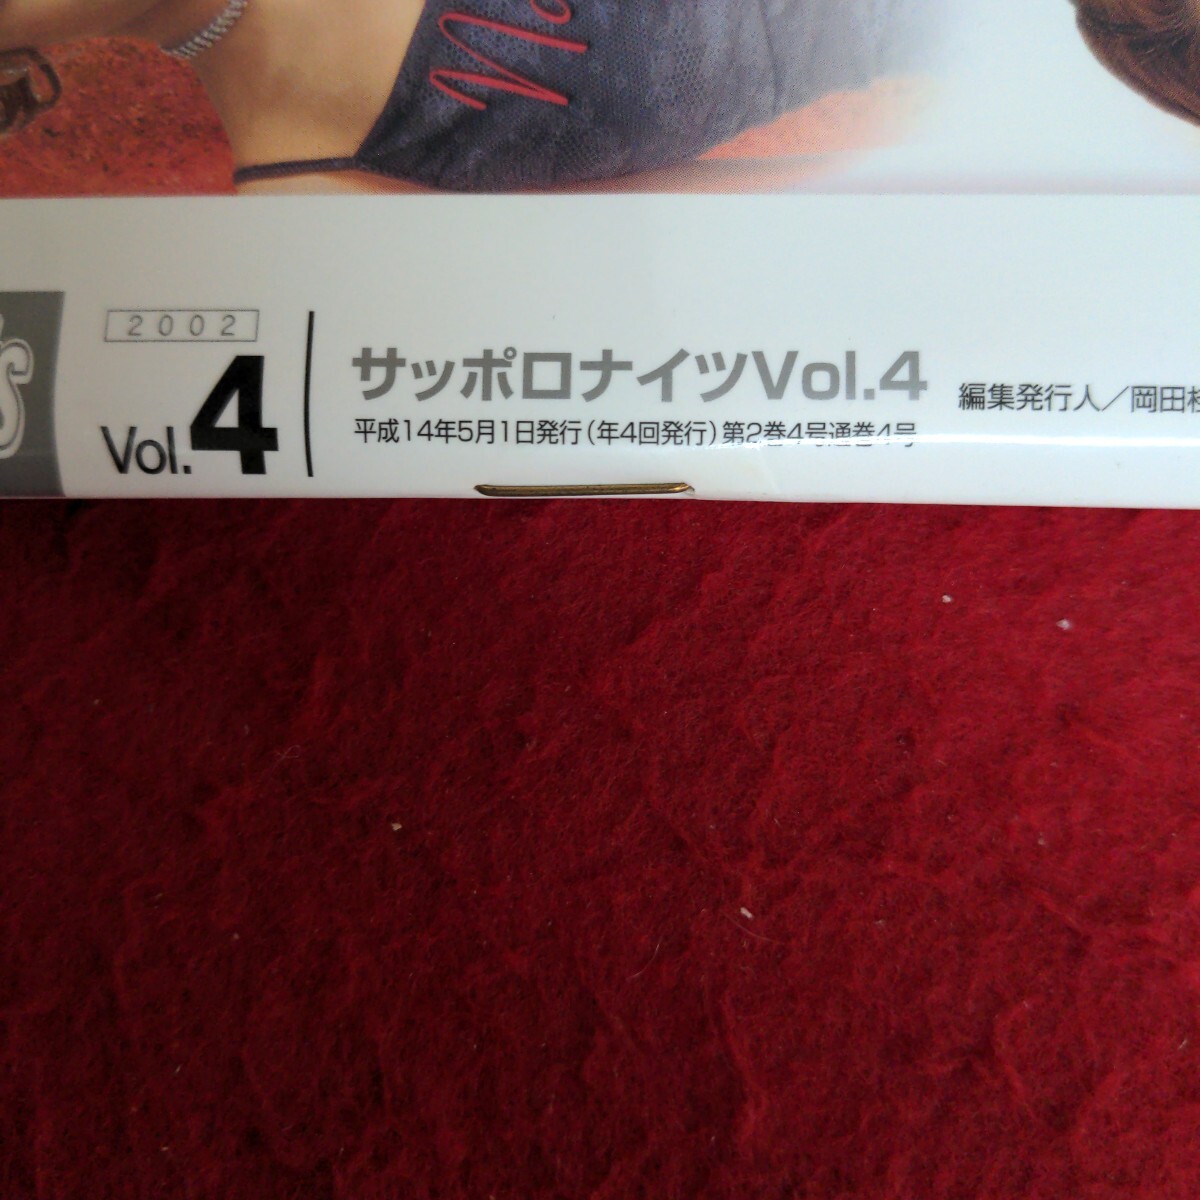 2002
Vol.4
サッポロナイツVol.4
平成14年5月1日発行(年4回発行)第2巻4号通巻4号
編集発行人/岡田